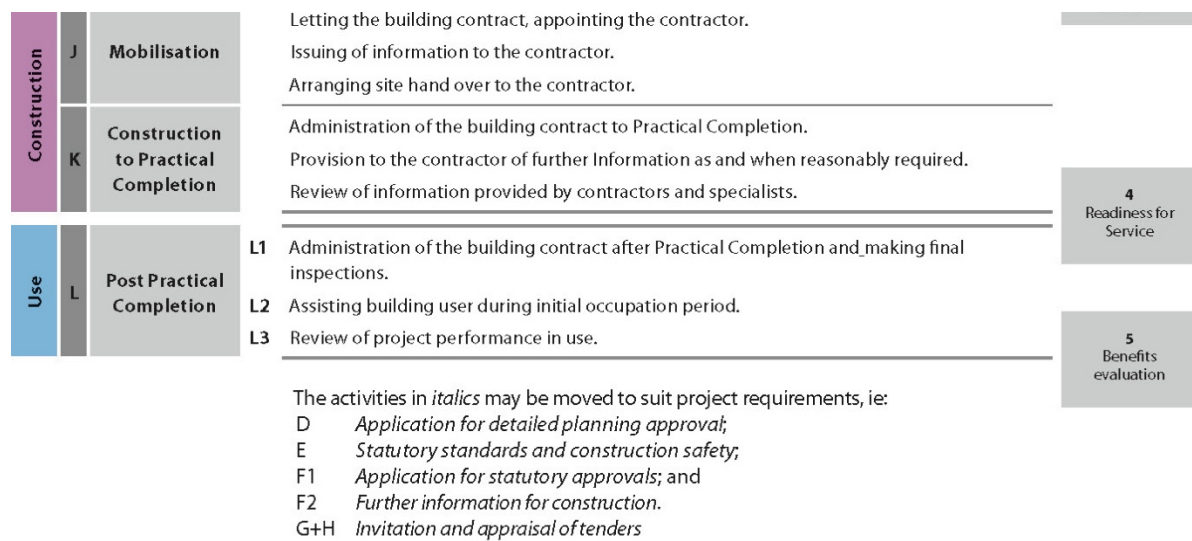 Construction
J
Mobilisation
Letting the building contract, appointing the contractor.
Issuing of information to the contractor.
Arranging site hand over to the contractor.
K
Construction
to Practical
Completion
Administration of the building contract to Practical Completion.
Provision to the contractor of further Information as and when reasonably required.
Review of information provided by contractors and specialists.
4
Readiness for
Service
Use
L
Post Practical
Completion
L1 Administration of the building contract after Practical Completion and_making final
inspections.
L2 Assisting building user during initial occupation period.
L3 Review of project performance in use.
5
Benefits
evaluation
The activities in italics may be moved to suit project requirements, ie:
D Application for detailed planning approval;
E Statutory standards and construction safety;
F1 Application for statutory approvals; and
F2 Further information for construction.
G+H Invitation and appraisal of tenders